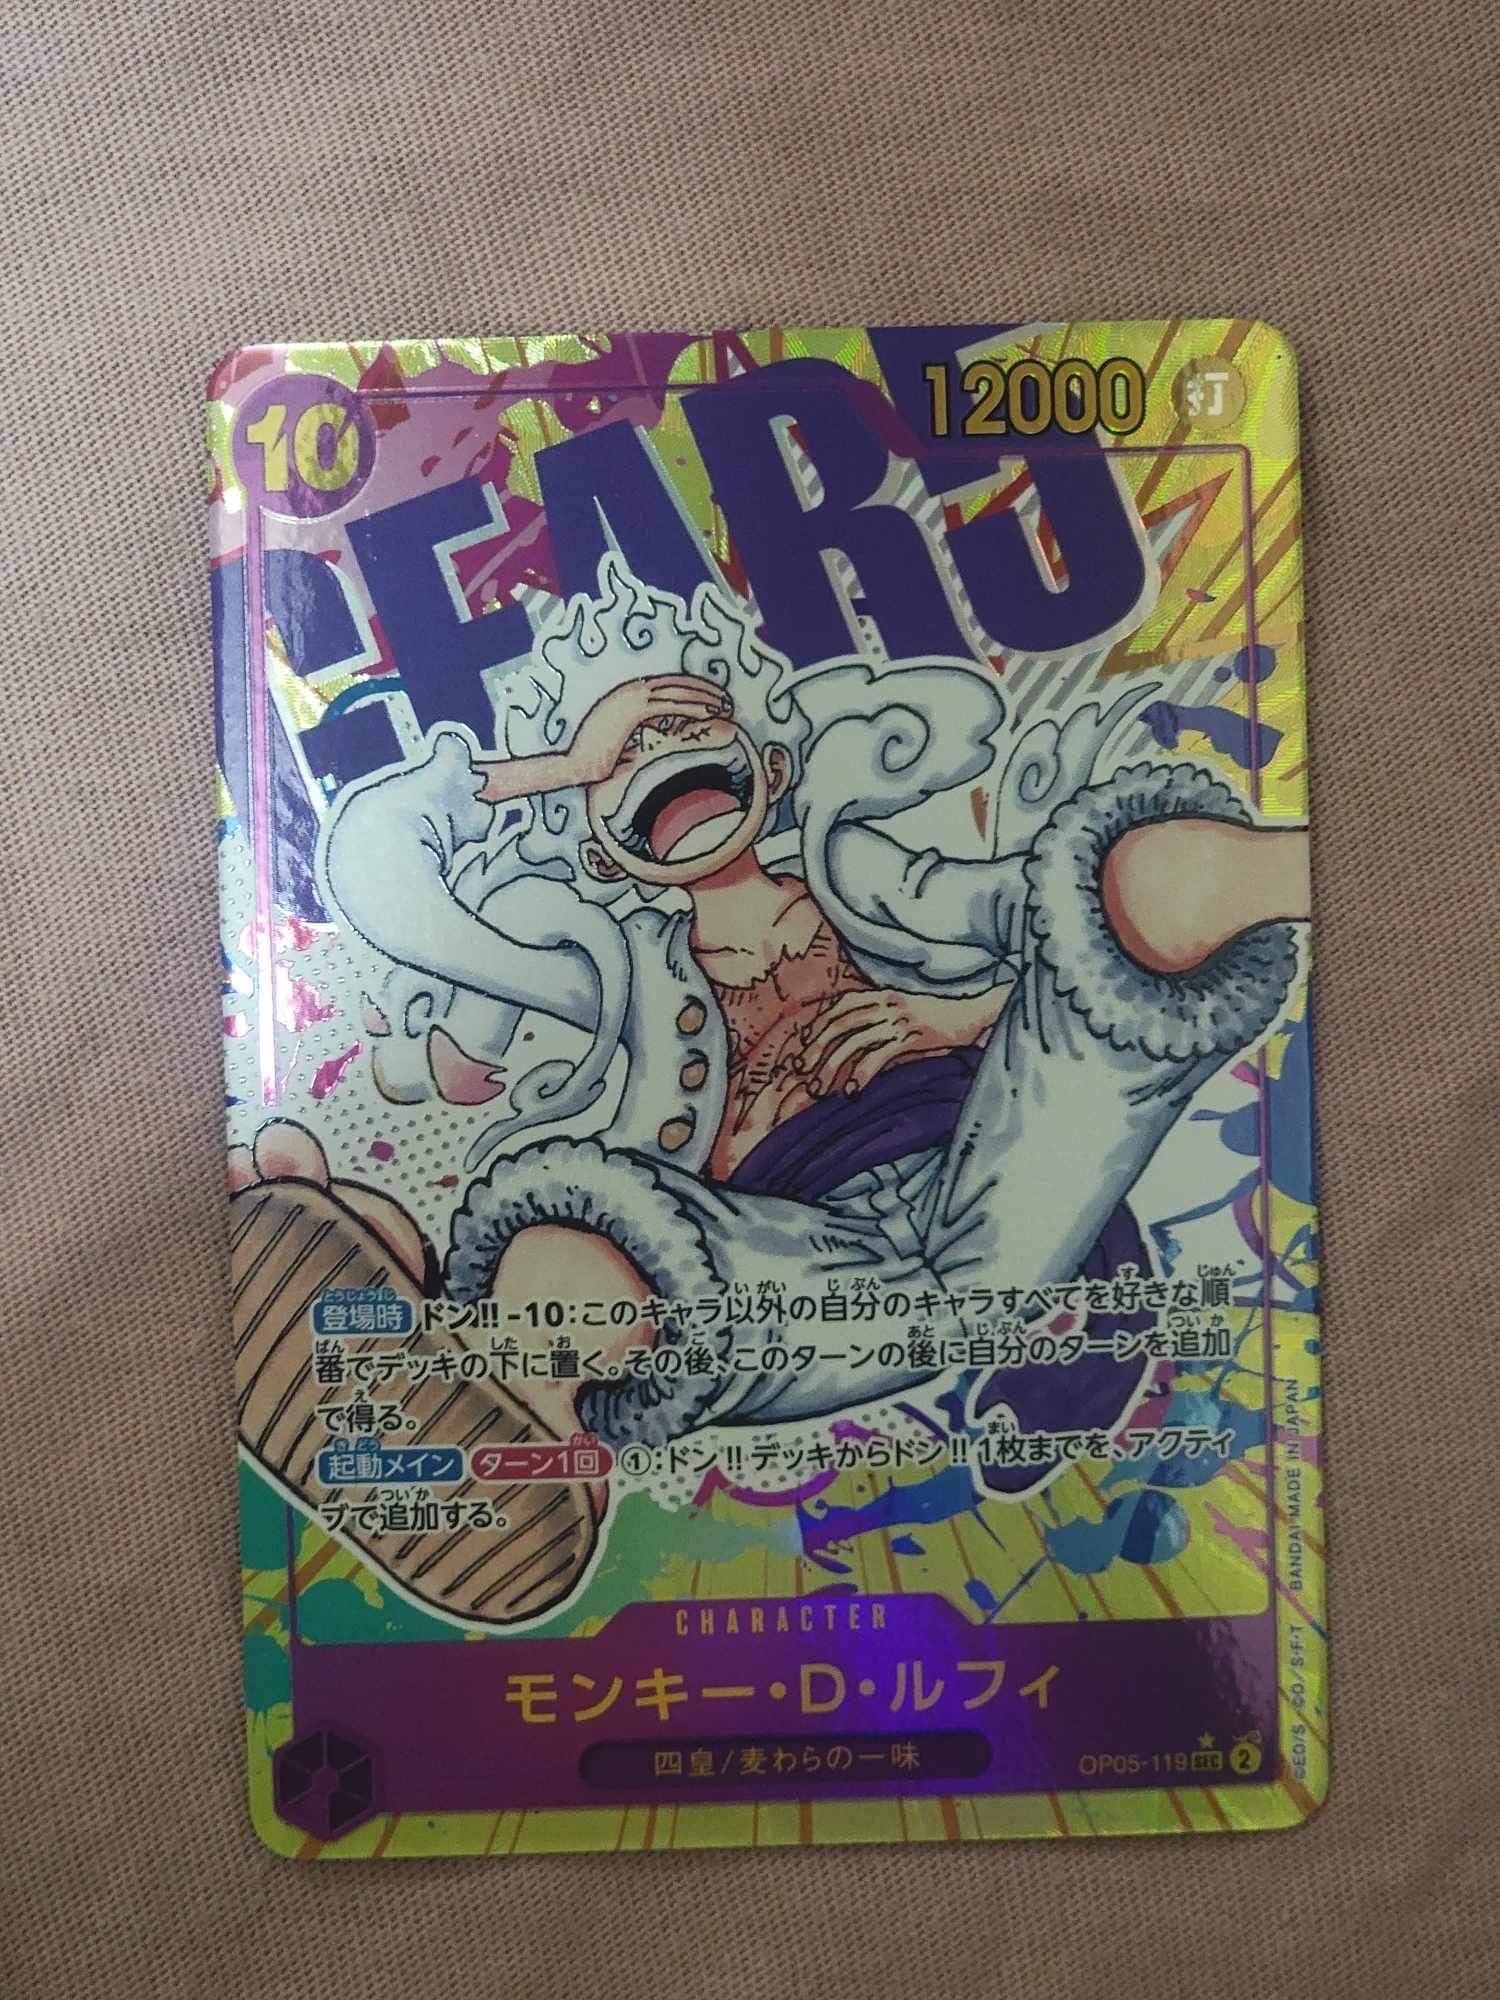 10
12000 打
GEAR5
登場時 ドン!!-10:このキャラ以外の自分のキャラすべてを好きな順
番でデッキの下に置く。その後、このターンの後に自分のターンを追加
で得る。
起動メイン ターン1回 ①:ドン!!デッキからドン!!1枚までを、アクティ
ブで追加する。
CHARACTER
モンキー・D・ルフィ
四皇/麦わらの一味
OP05-119 SEC 2
©E.O/S. ©O./S・F・T BANDAI MADE IN JAPAN